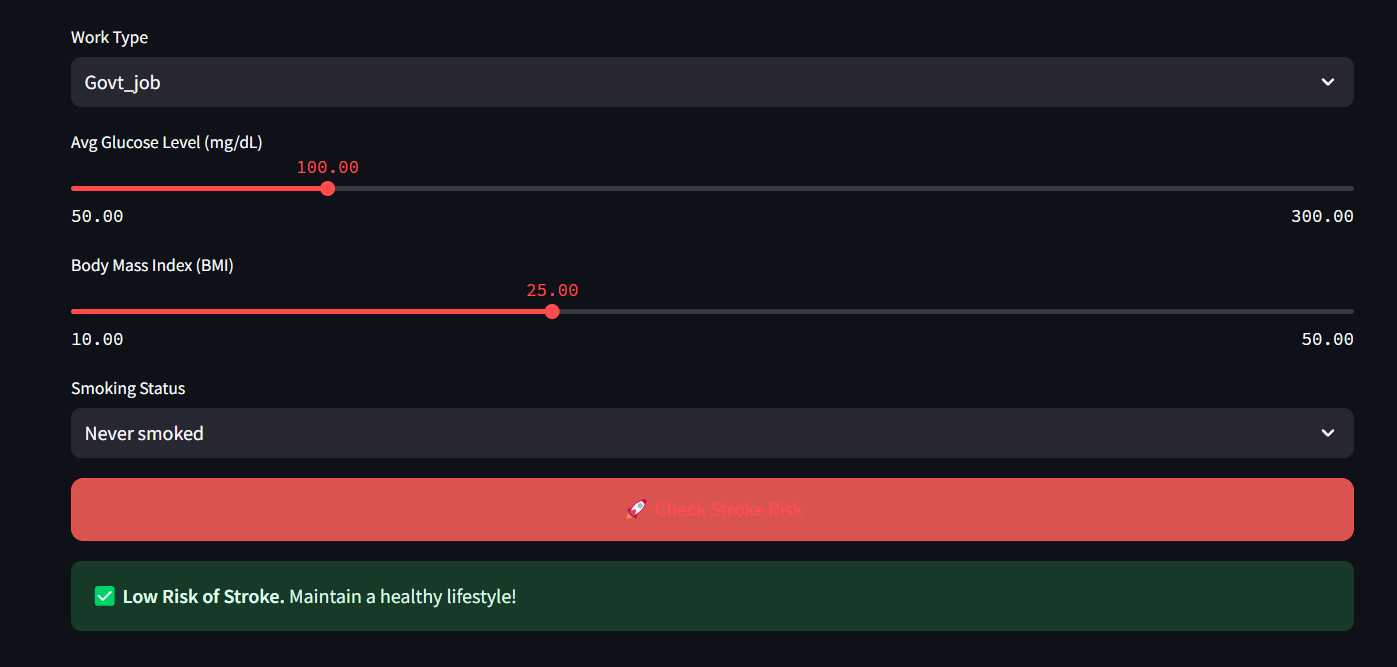 Work Type
Govt_job
Avg Glucose Level (mg/dL)
100.00
50.00 300.00
Body Mass Index (BMI)
25.00
10.00 50.00
Smoking Status
Never smoked
🚀 Check Stroke Risk
✅ Low Risk of Stroke. Maintain a healthy lifestyle!